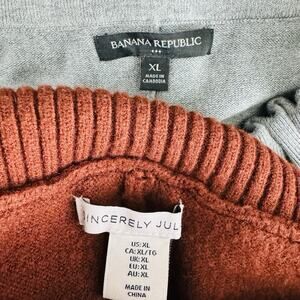 BANANA REPUBLIC
XL
MADE IN
CAMBODIA
SINCERELY JUL
US:XL
CA:XL/TG
UK:XL
EU:XL
AU:XL
MADE IN
CHINA